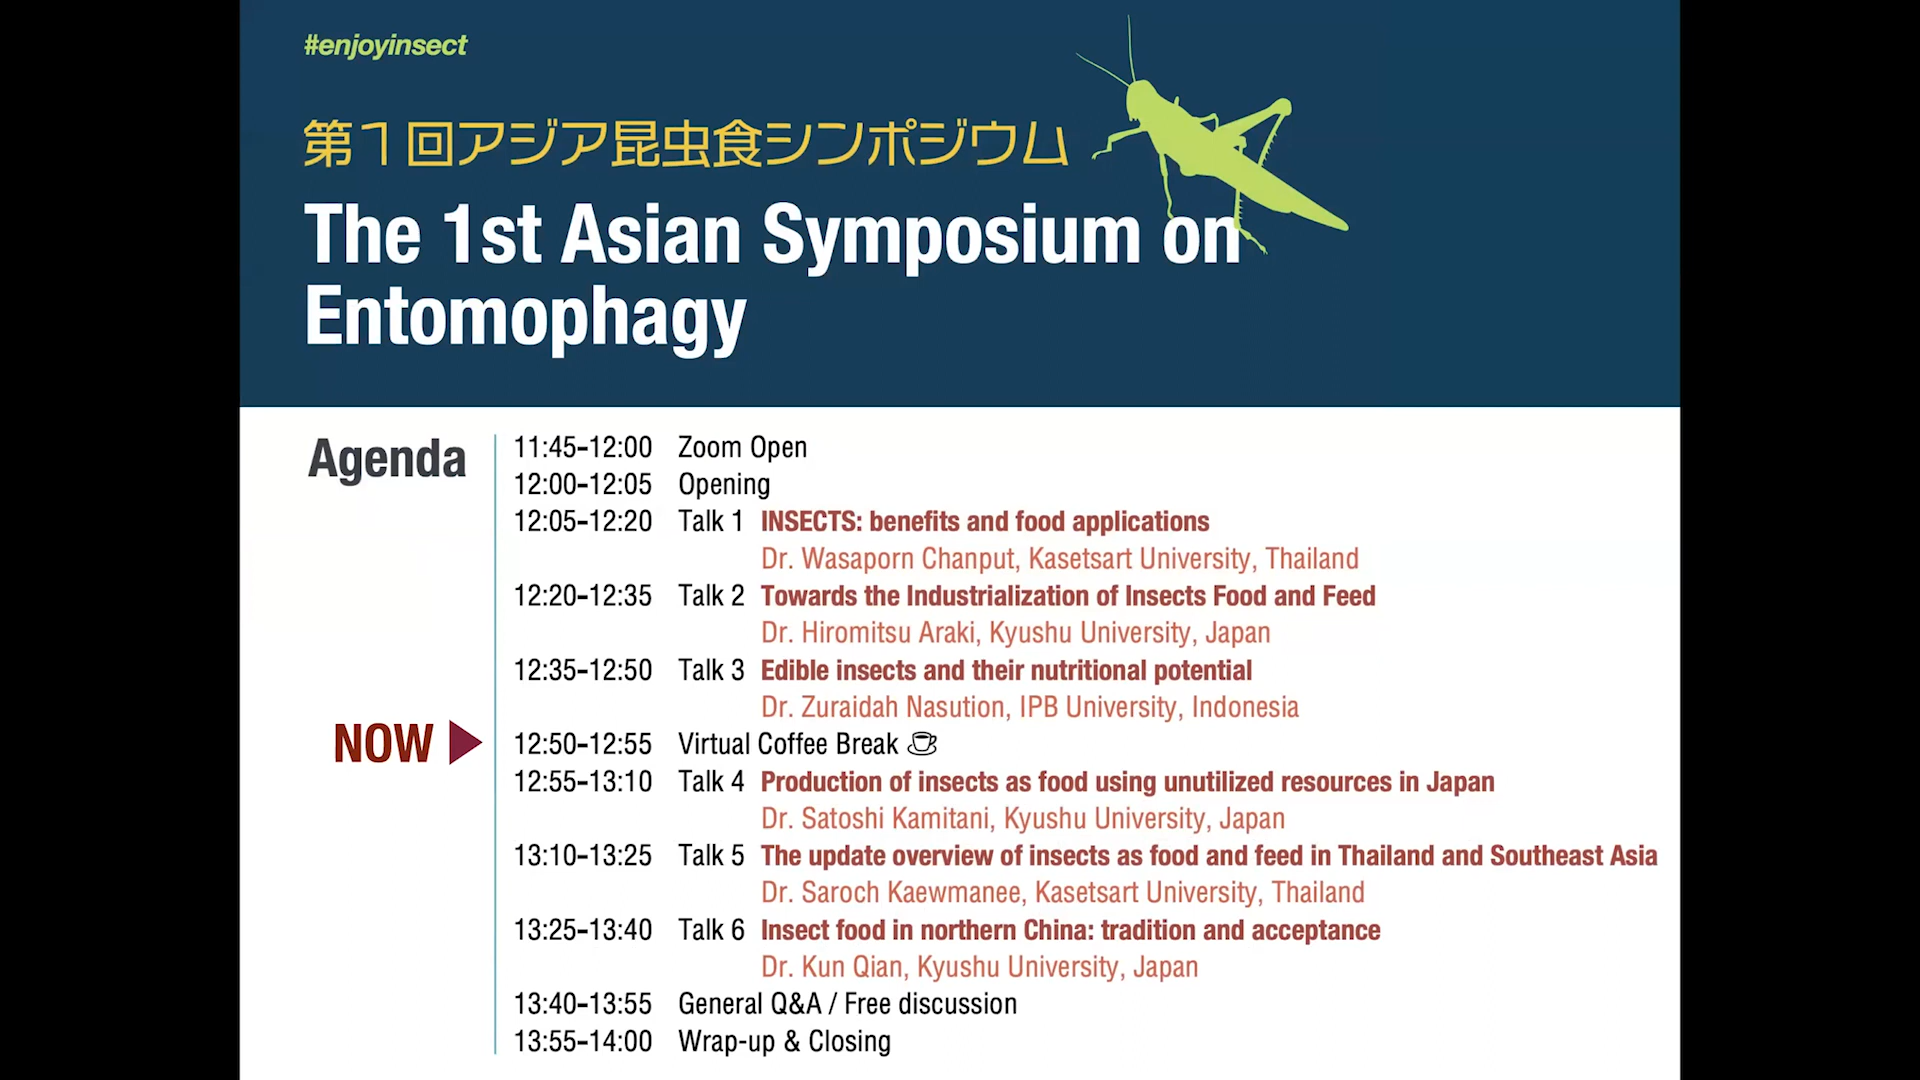 #enjoyinsect
第１回アジア昆虫食シンポジウム
The 1st Asian Symposium on
Entomophagy
Agenda
11:45-12:00 Zoom Open
12:00-12:05 Opening
12:05-12:20 Talk 1 INSECTS: benefits and food applications
Dr. Wasaporn Chanput, Kasetsart University, Thailand
12:20-12:35 Talk 2 Towards the Industrialization of Insects Food and Feed
Dr. Hiromitsu Araki, Kyushu University, Japan
12:35-12:50 Talk 3 Edible insects and their nutritional potential
Dr. Zuraidah Nasution, IPB University, Indonesia
NOW 12:50-12:55 Virtual Coffee Break
12:55-13:10 Talk 4 Production of insects as food using unutilized resources in Japan
Dr. Satoshi Kamitani, Kyushu University, Japan
13:10-13:25 Talk 5 The update overview of insects as food and feed in Thailand and Southeast Asia
Dr. Saroch Kaewmanee, Kasetsart University, Thailand
13:25-13:40 Talk 6 Insect food in northern China: tradition and acceptance
Dr. Kun Qian, Kyushu University, Japan
13:40-13:55 General Q&A / Free discussion
13:55-14:00 Wrap-up & Closing